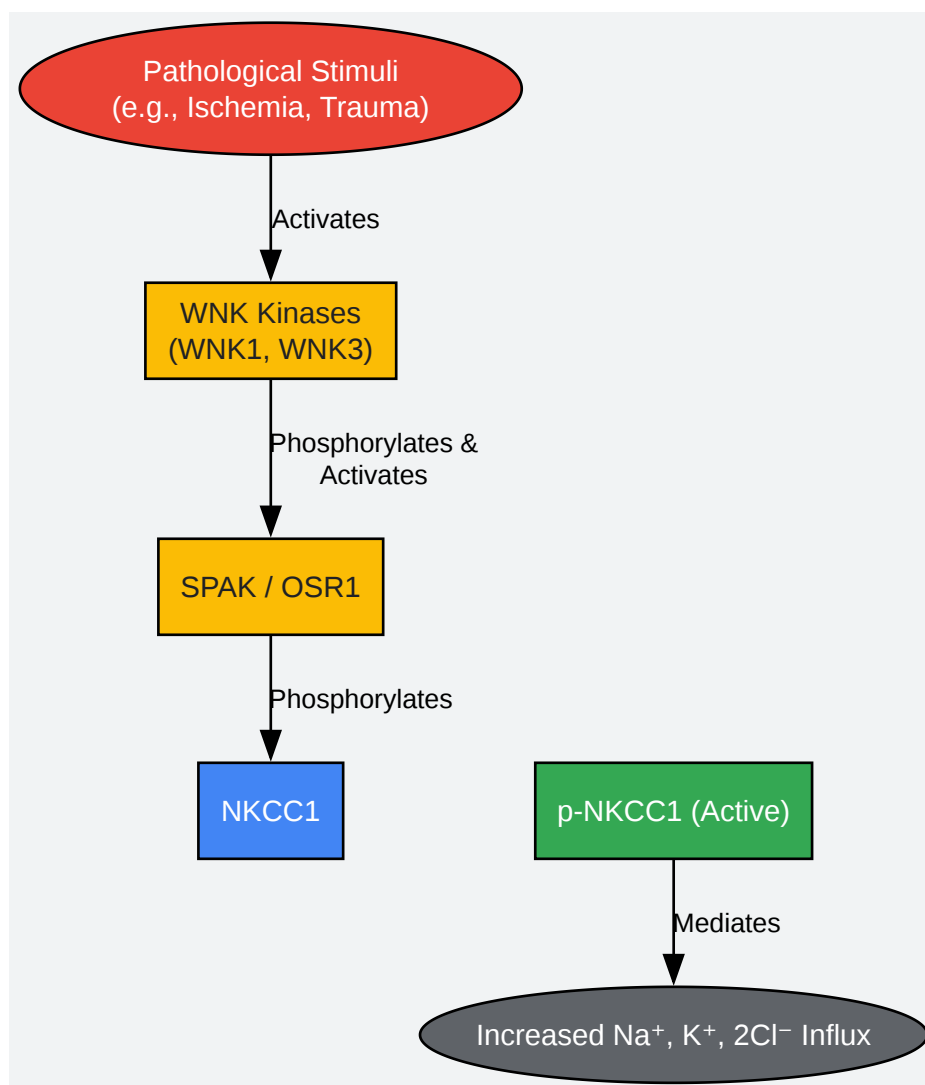 Pathological Stimuli
(e.g., Ischemia, Trauma)
Activates
WNK Kinases
(WNK1, WNK3)
Phosphorylates &
Activates
SPAK / OSR1
Phosphorylates
NKCC1
p-NKCC1 (Active)
Mediates
Increased Na⁺, K⁺, 2Cl⁻ Influx